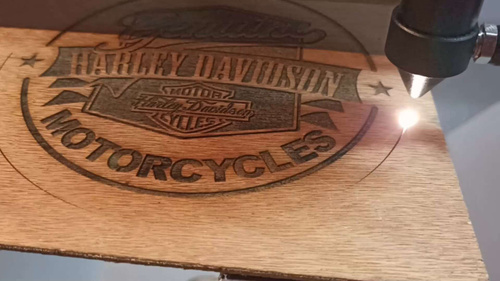 HARLEY DAVIDSON
MOTOR
Harley-Davidson
CYCLES
MOTORCYCLES